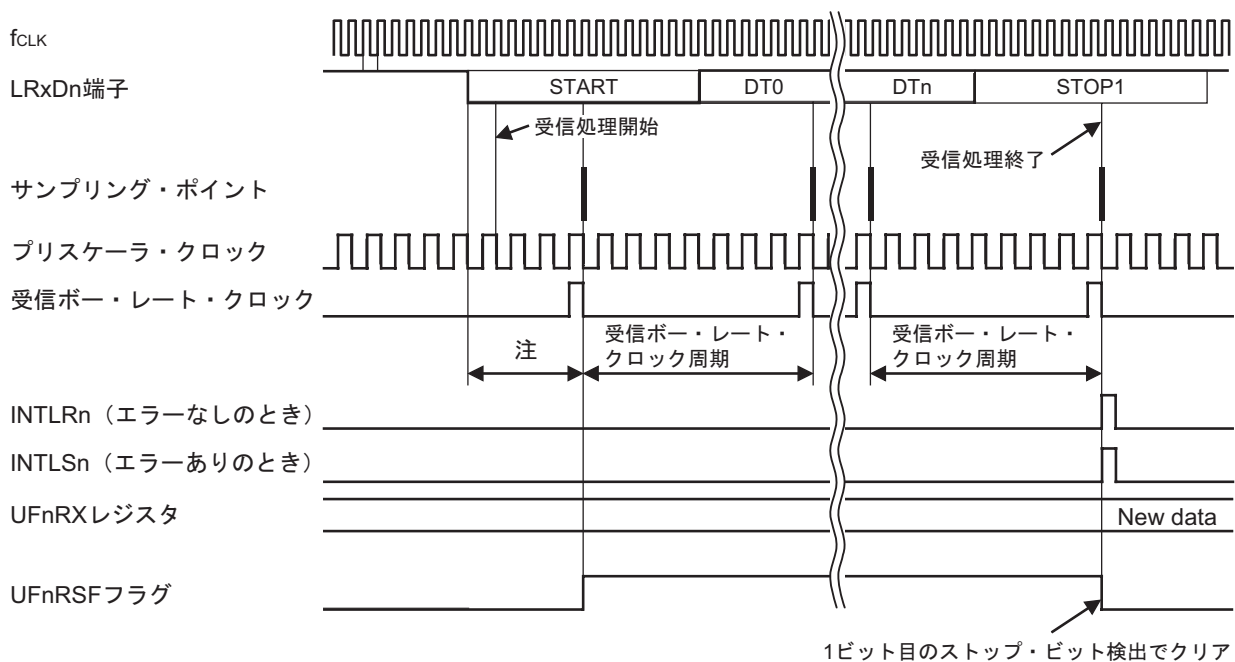 fCLK
LRxDn端子
START
DT0
DTn
STOP1
受信処理開始
受信処理終了
サンプリング・ポイント
プリスケーラ・クロック
受信ボー・レート・クロック
注
受信ボー・レート・
クロック周期
受信ボー・レート・
クロック周期
INTLRn（エラーなしのとき）
INTLSn（エラーありのとき）
UFnRXレジスタ
New data
UFnRSFフラグ
1ビット目のストップ・ビット検出でクリア